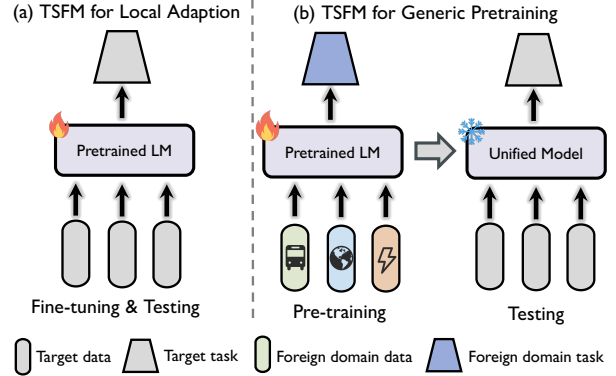 (a) TSFM for Local Adaption
(b) TSFM for Generic Pretraining
Pretrained LM
Pretrained LM
Unified Model
Fine-tuning & Testing
Pre-training
Testing
Target data
Target task
Foreign domain data
Foreign domain task